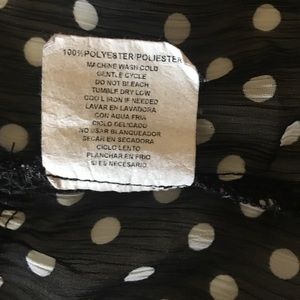 100%POLYESTER/POLIESTER
MACHINE WASH COLD
GENTLE CYCLE
DO NOT BLEACH
TUMBLE DRY LOW
COOL IRON IF NEEDED
LAVAR EN LAVADORA
CON AGUA FRIA
CICLO DELICADO
NO USAR BLANQUEADOR
SECAR EN SECADORA
CICLO LENTO
PLANCHAR EN FRIO
SI ES NECESARIO